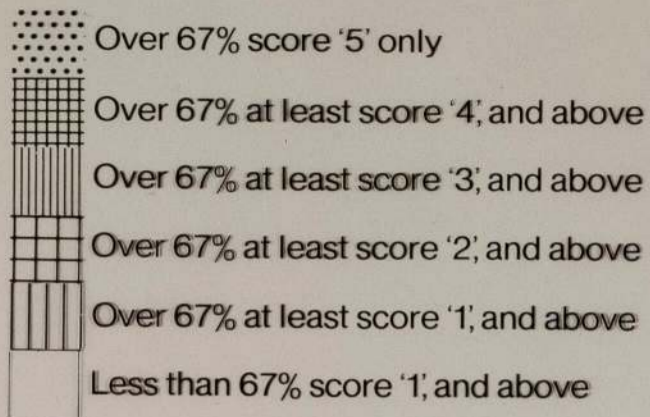 Over 67% score ‘5’ only
Over 67% at least score ‘4’, and above
Over 67% at least score ‘3’, and above
Over 67% at least score ‘2’, and above
Over 67% at least score ‘1’, and above
Less than 67% score ‘1’, and above